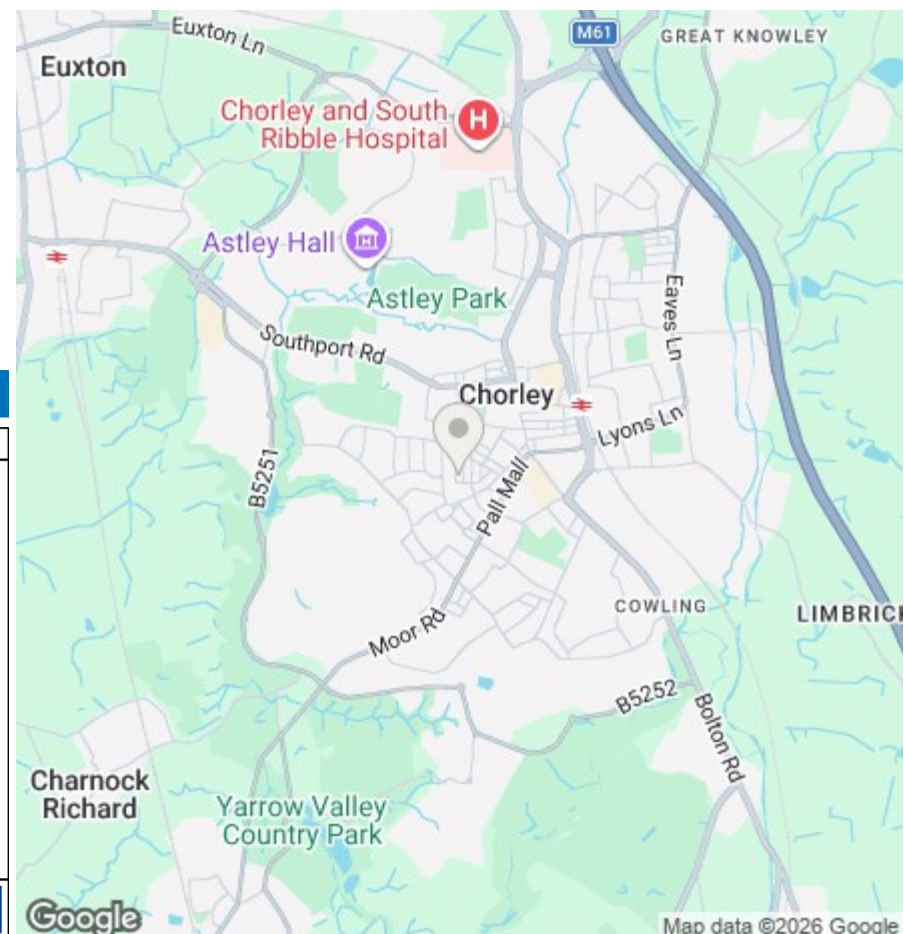 M61
GREAT KNOWLEY
Euxton Ln
Euxton
Chorley and South
Ribble Hospital
H
Astley Hall
Astley Park
Eaves Ln
Southport Rd
Chorley
Lyons Ln
B5251
Pall Mall
COWLING
LIMBRICK
Moor Rd
B5252
Bolton Rd
Charnock
Richard
Yarrow Valley
Country Park
Google
Map data ©2026 Google